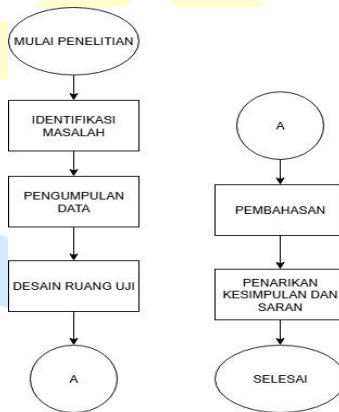 MULAI PENELITIAN
IDENTIFIKASI
MASALAH
PENGUMPULAN
DATA
DESAIN RUANG UJI
A
A
PEMBAHASAN
PENARIKAN
KESIMPULAN DAN
SARAN
SELESAI